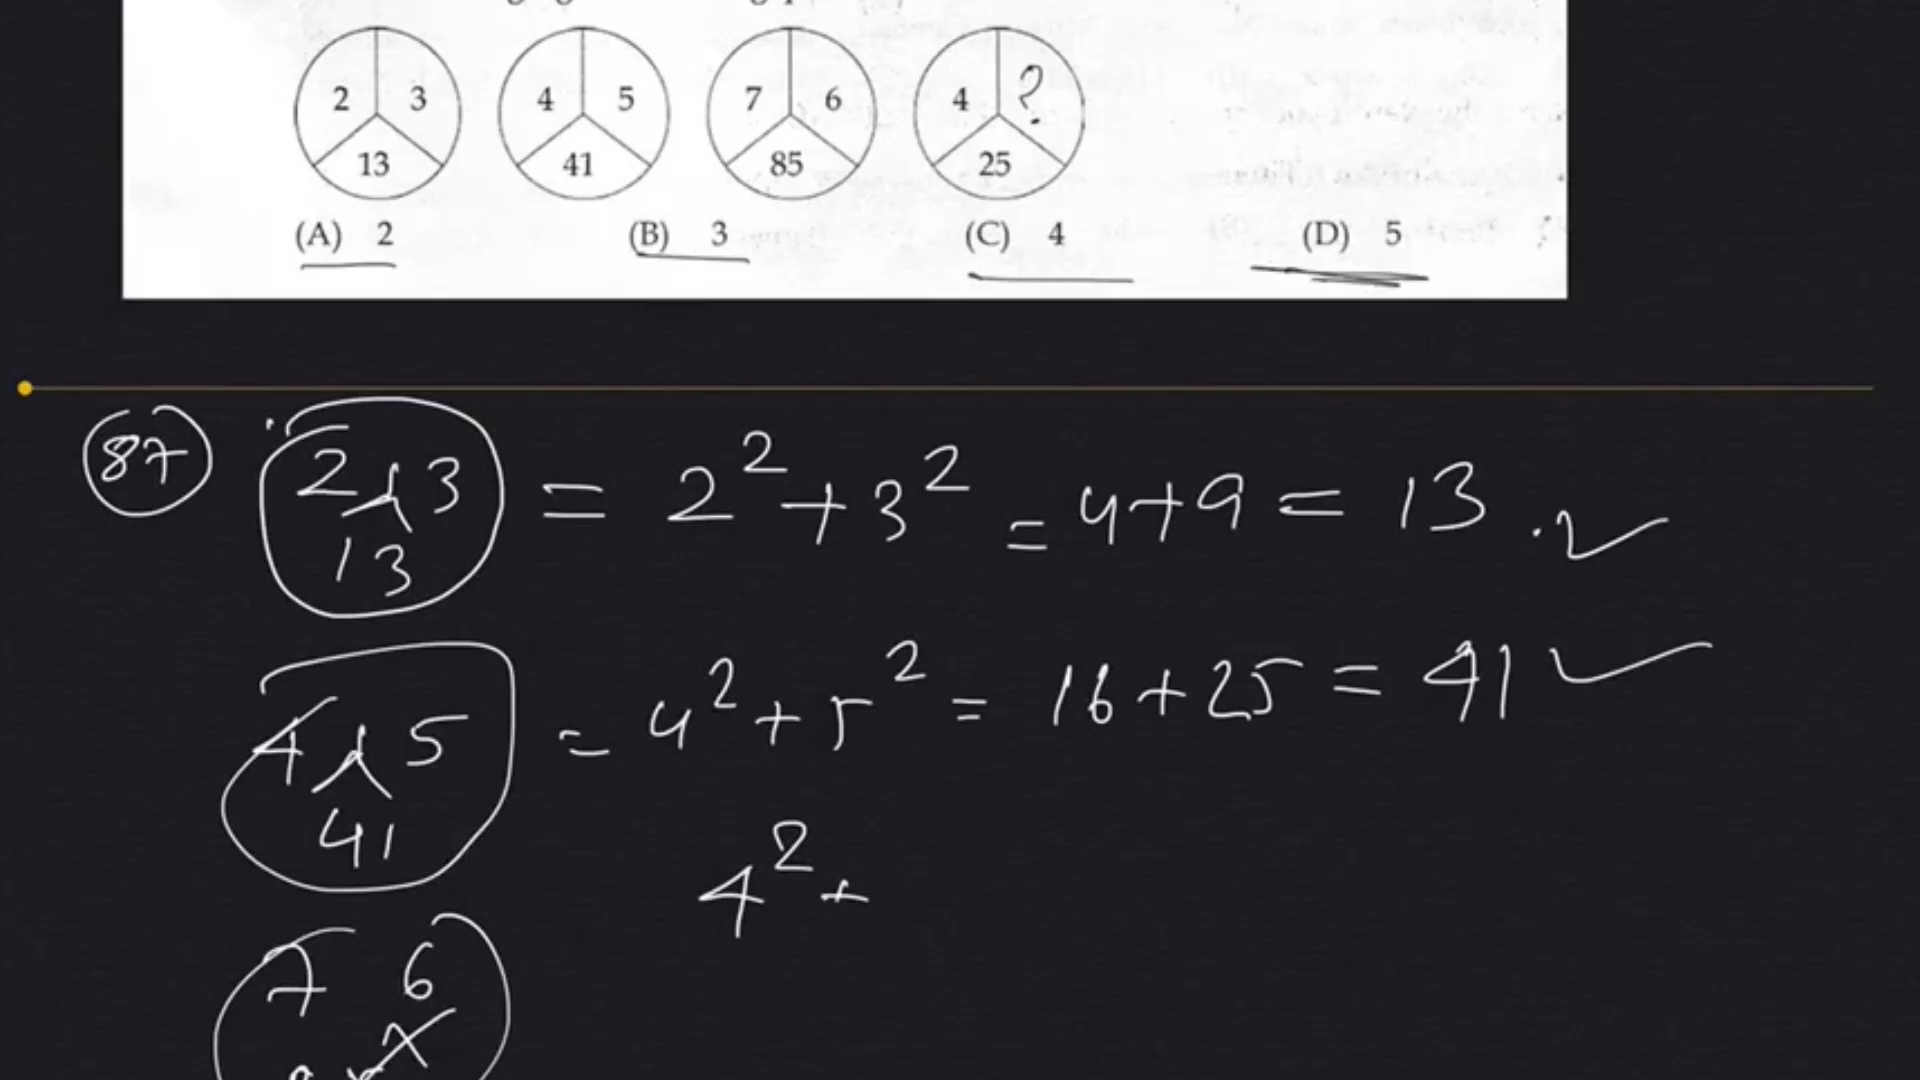 2 3 4 5 7 6 4 ?
13 41 85 25
(A) 2 (B) 3 (C) 4 (D) 5
87
2 3 = 2² + 3² = 4+9 = 13
13
4 5 = 4² + 5² = 16+25 = 41
41
4² +
7 6